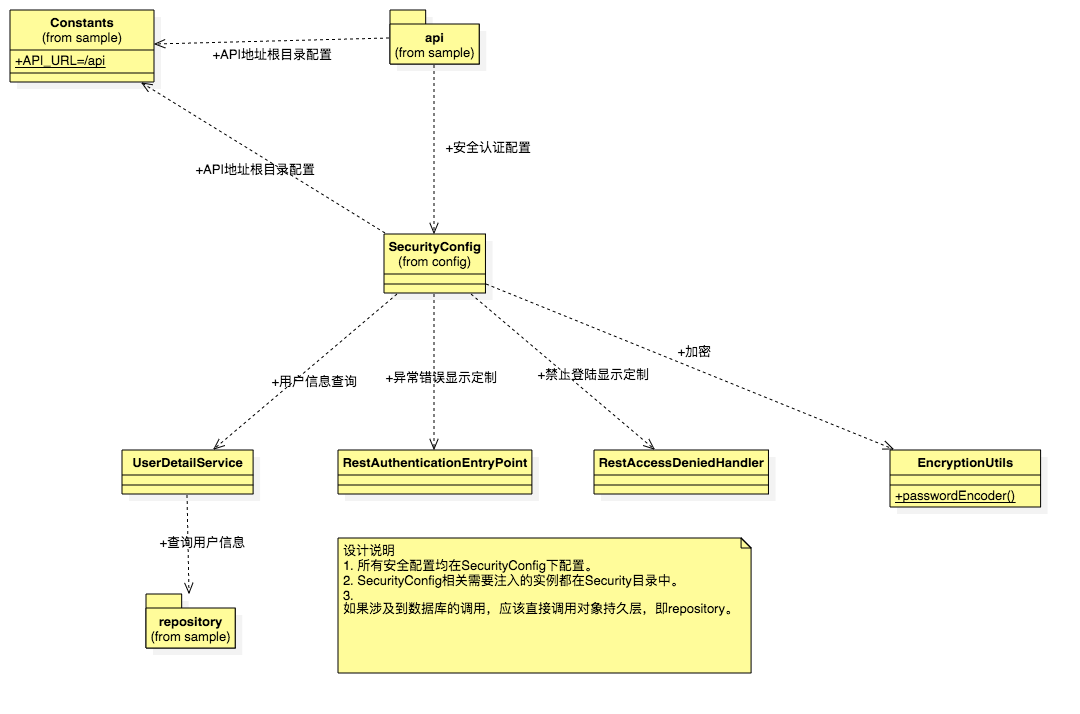 Constants
(from sample)
+API_URL=/api
api
(from sample)
+API地址根目录配置
+安全认证配置
+API地址根目录配置
SecurityConfig
(from config)
+加密
+用户信息查询
+异常错误显示定制
+禁止登陆显示定制
UserDetailService
RestAuthenticationEntryPoint
RestAccessDeniedHandler
EncryptionUtils
+passwordEncoder()
+查询用户信息
repository
(from sample)
设计说明
1. 所有安全配置均在SecurityConfig下配置。
2. SecurityConfig相关需要注入的实例都在Security目录中。
3.
如果涉及到数据库的调用，应该直接调用对象持久层，即repository。